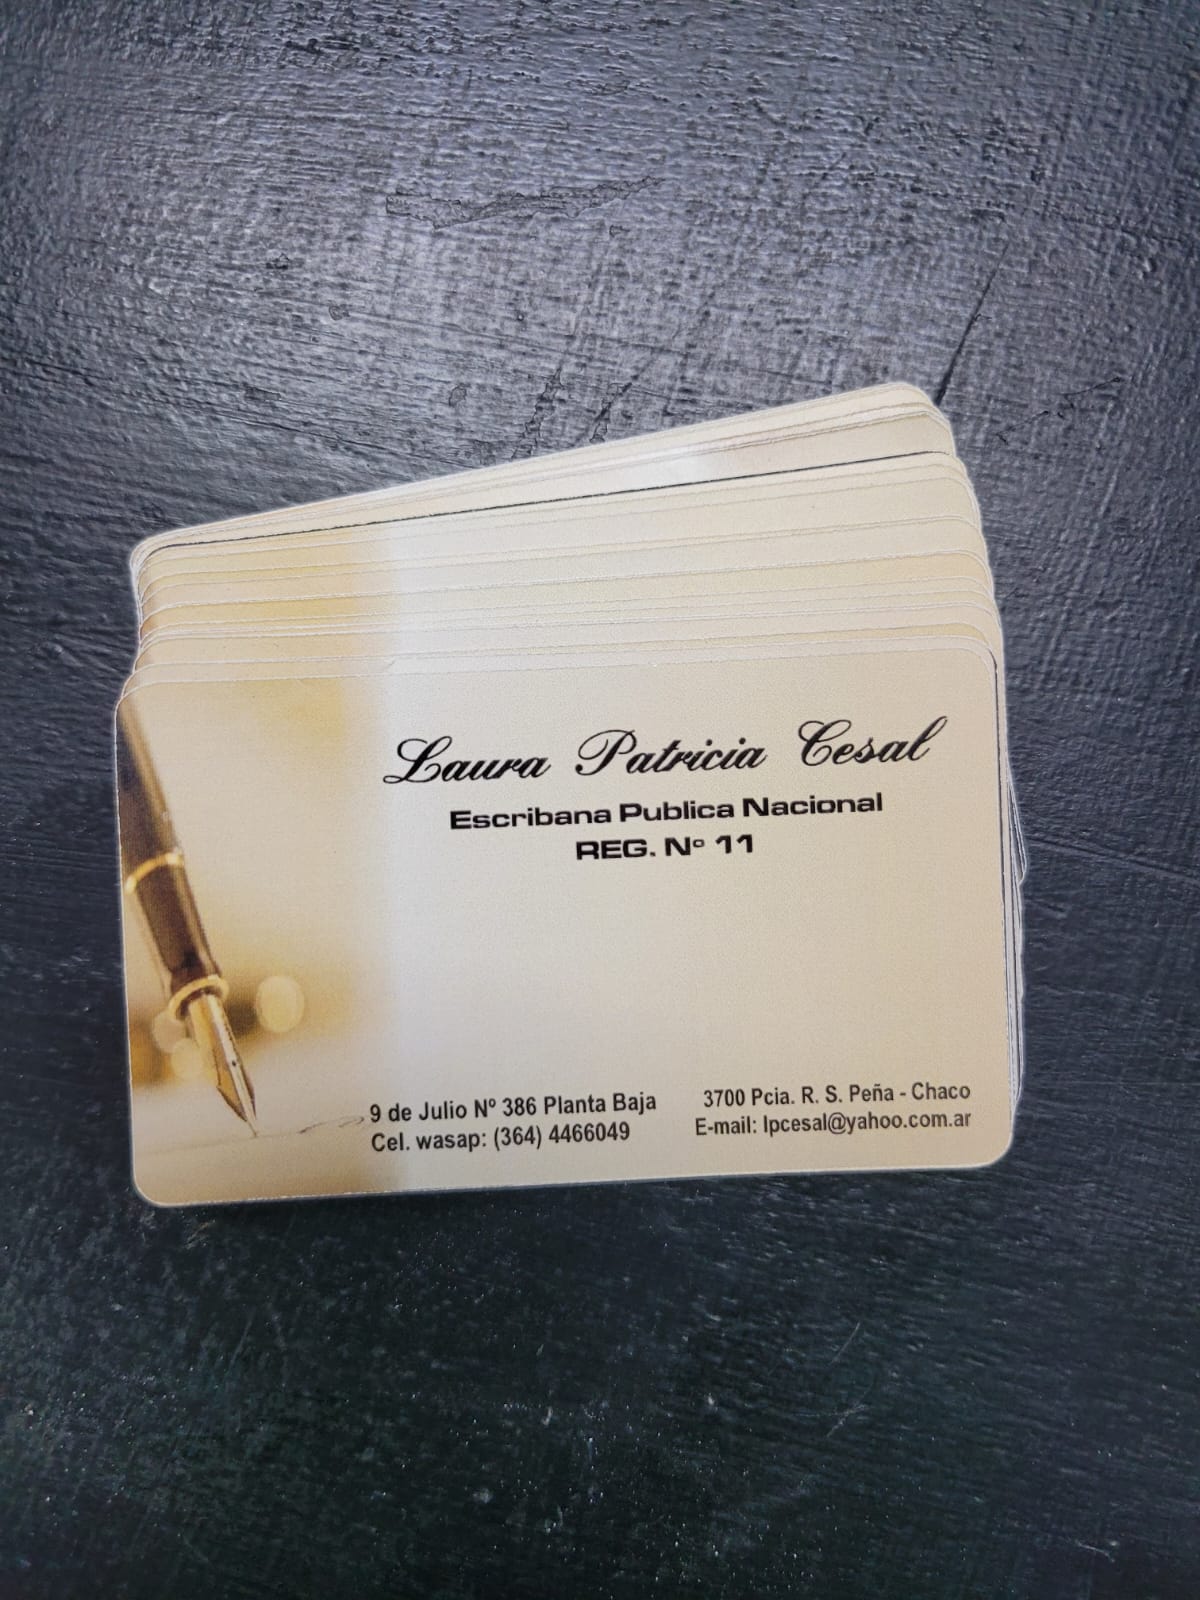 Laura Patricia Cesal
Escribana Publica Nacional
REG. Nº 11
9 de Julio Nº 386 Planta Baja
Cel. wasap: (364) 4466049
3700 Pcia. R. S. Peña - Chaco
E-mail: lpcesal@yahoo.com.ar